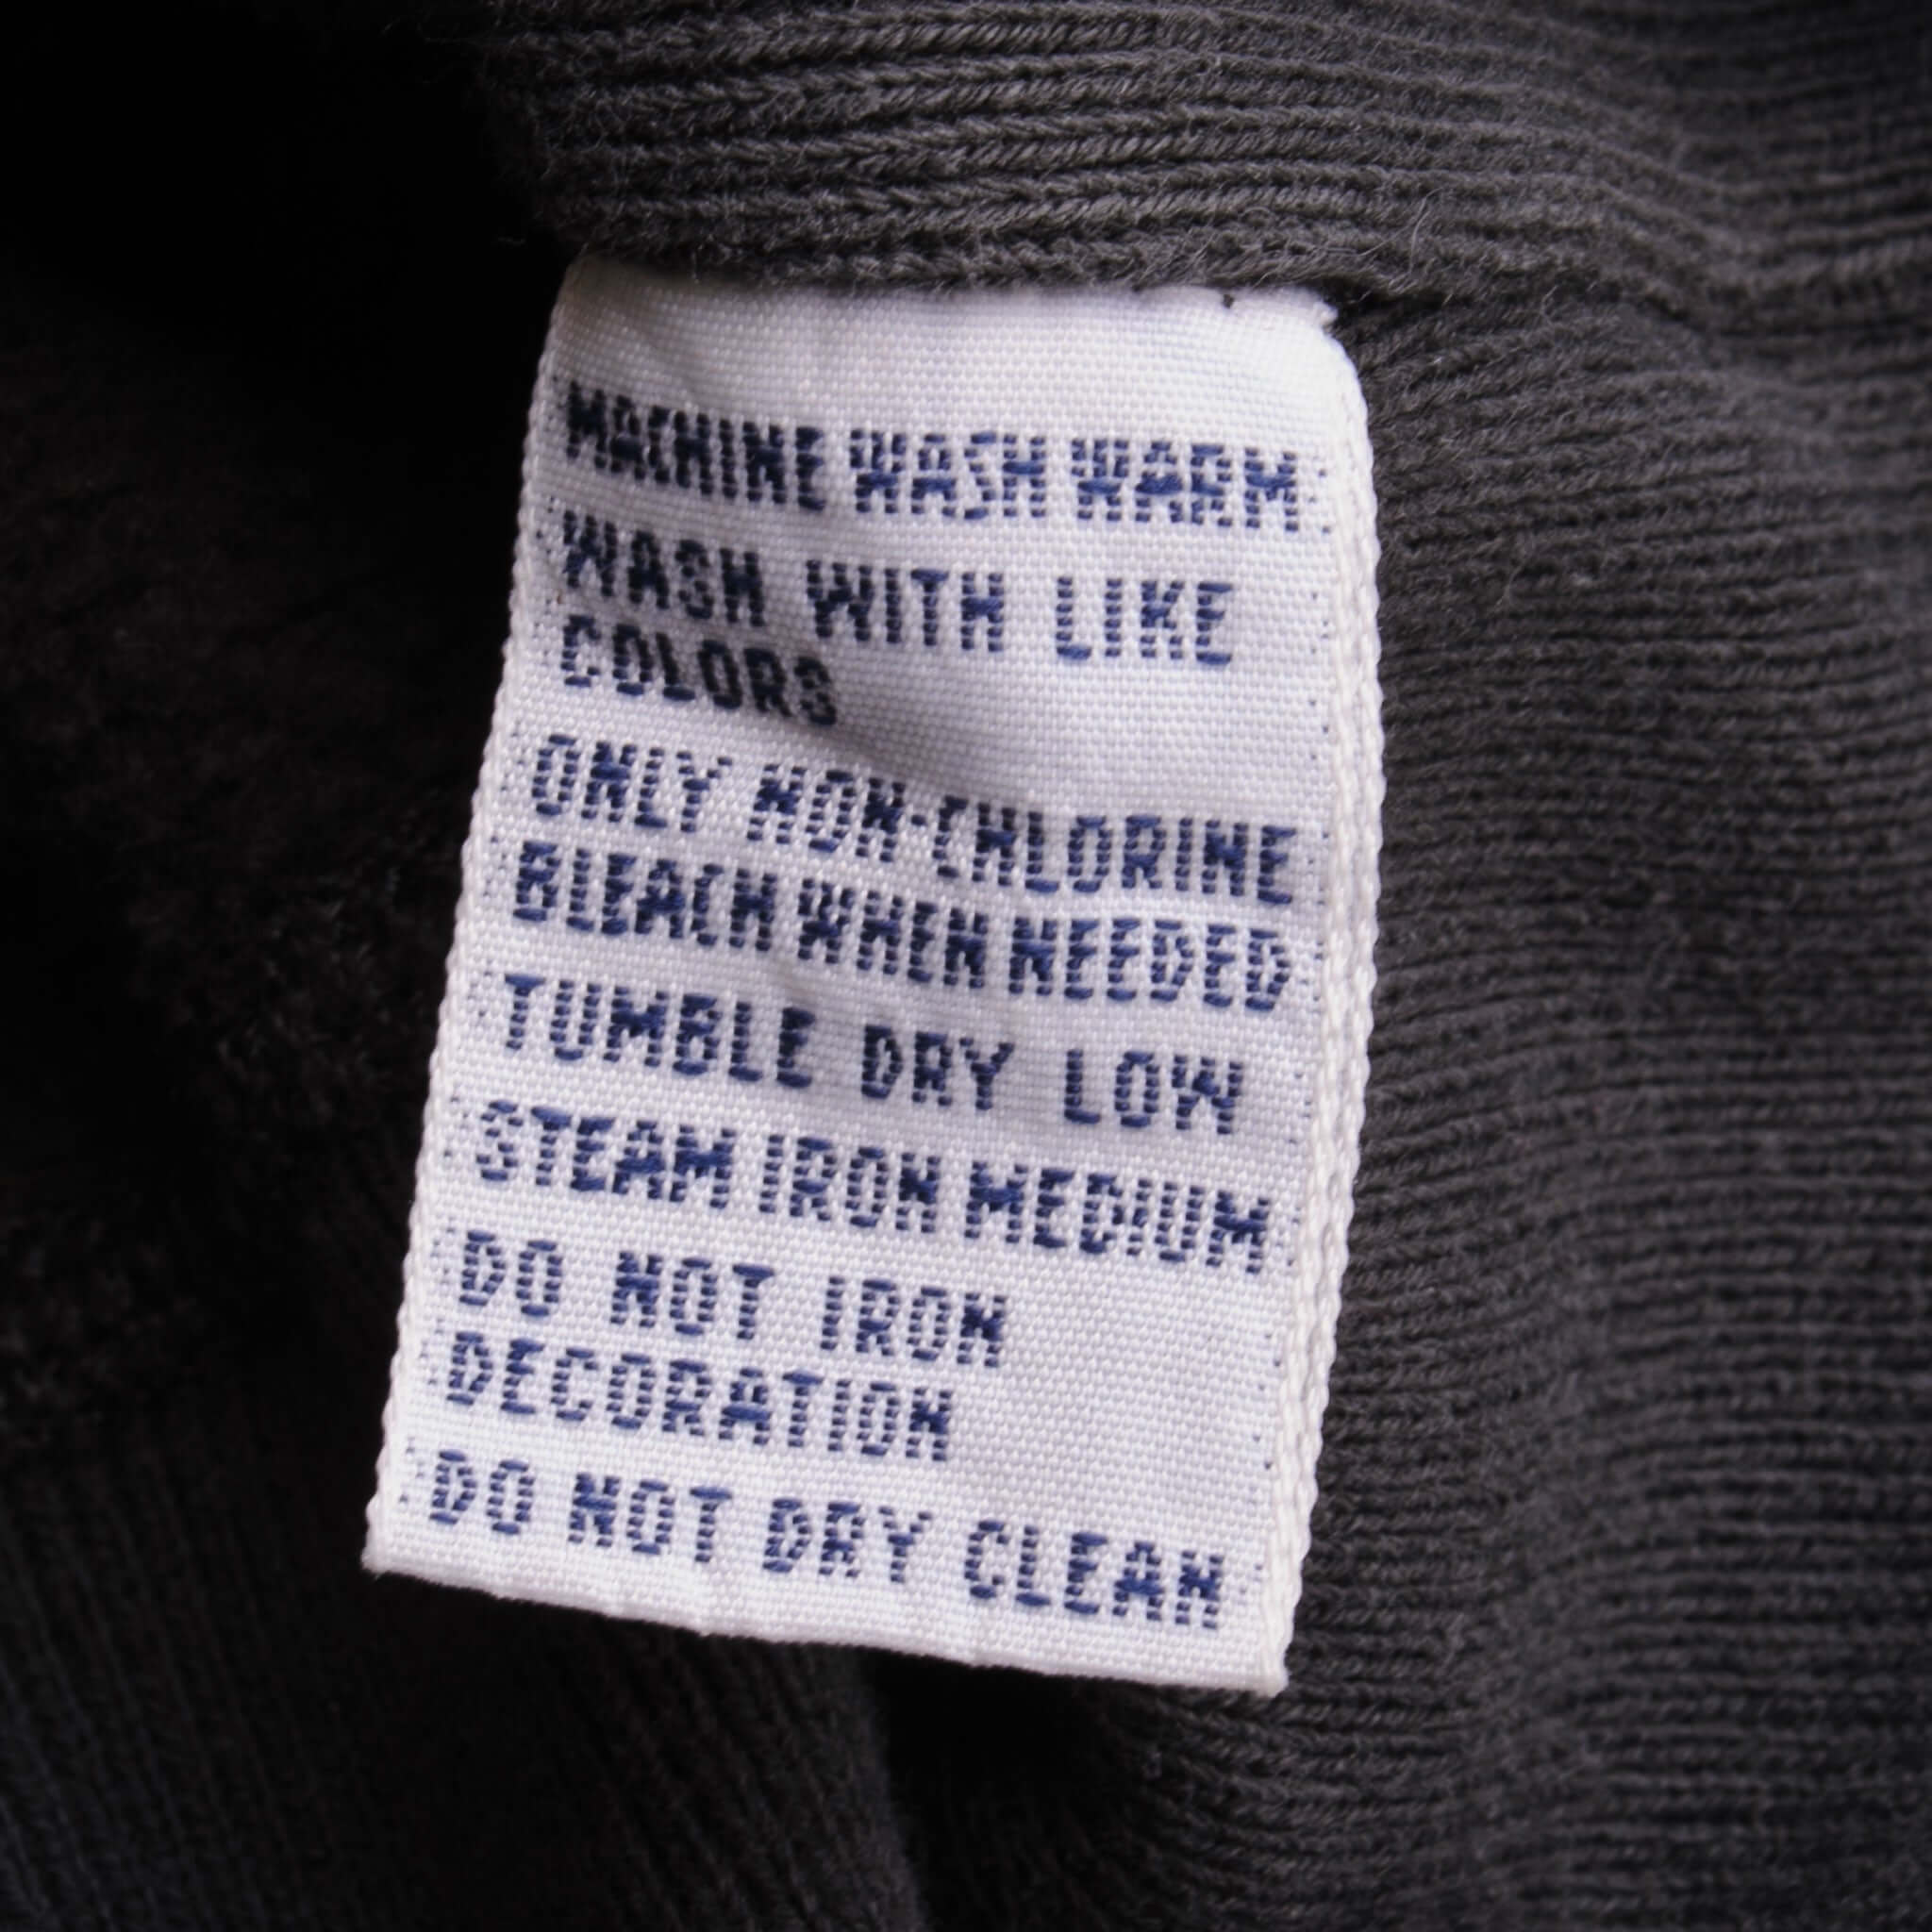 MACHINE WASH WARM
WASH WITH LIKE
COLORS
ONLY NON-CHLORINE
BLEACH WHEN NEEDED
TUMBLE DRY LOW
STEAM IRON MEDIUM
DO NOT IRON
DECORATION
DO NOT DRY CLEAN